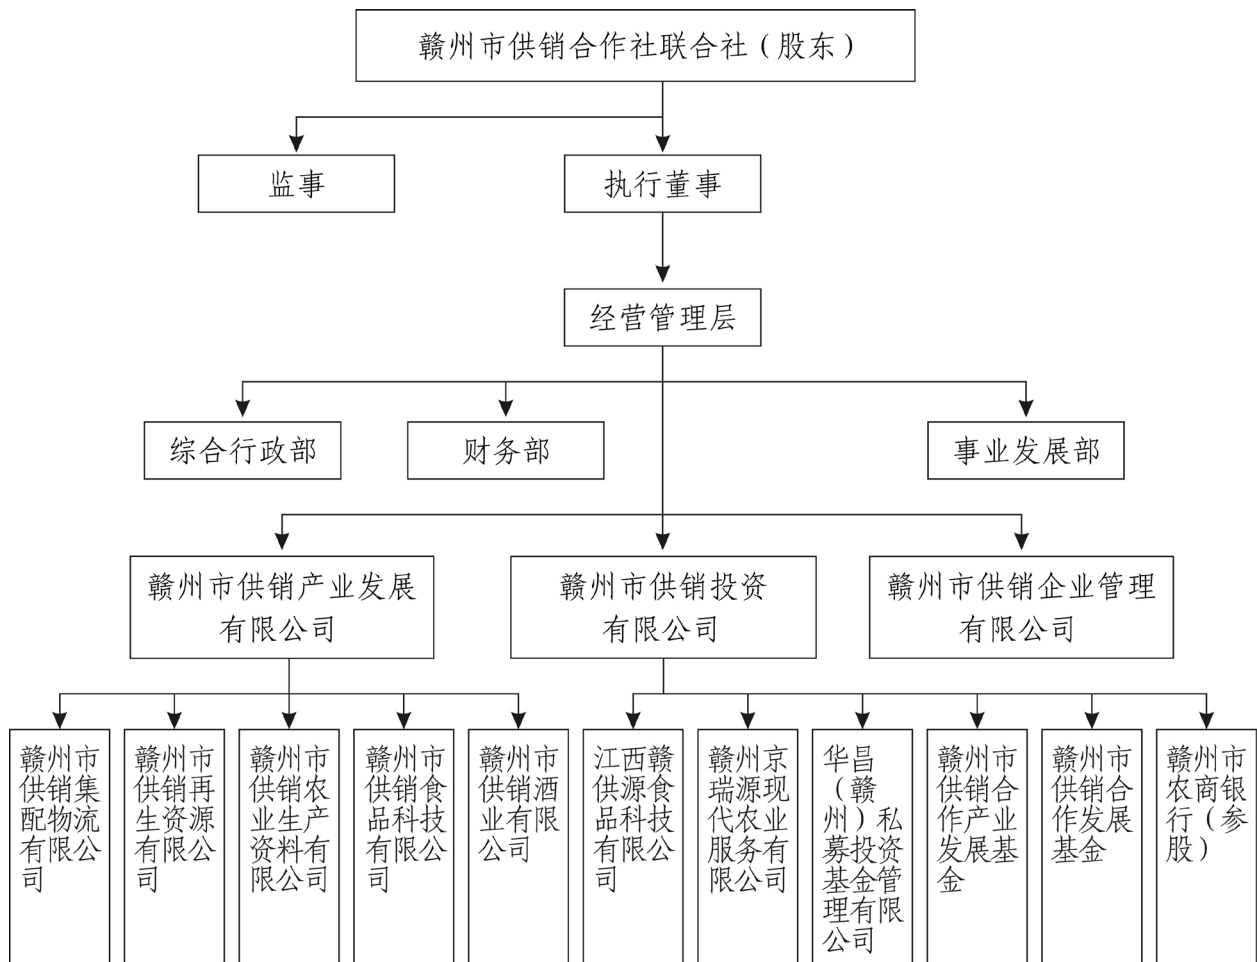 赣州市供销合作社联合社（股东）
监事
执行董事
经营管理层
综合行政部
财务部
事业发展部
赣州市供销产业发展
有限公司
赣州市供销投资
有限公司
赣州市供销企业管理
有限公司
赣州市
供销集
配物流
有限公
司
赣州市
供销再
生资源
有限公
司
赣州市
供销农
业生产
资料有
限公司
赣州市
供销食
品科技
有限公
司
赣州市
供销酒
业有限
公司
江西赣
供源食
品科技
有限公
司
赣州京
瑞源现
代农业
服务有
限公司
华昌
（赣
州）私
募投资
基金管
理有限
公司
赣州市
供销合
作产业
发展基
金
赣州市
供销合
作发展
基金
赣州市
农商银
行（参
股）